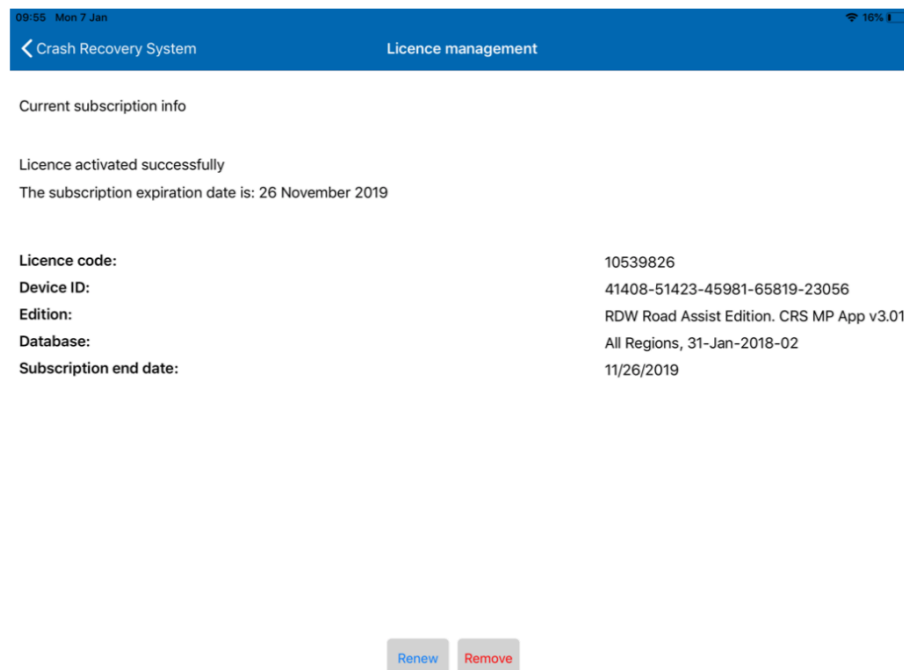 09:55 Mon 7 Jan 16%
Crash Recovery System Licence management
Current subscription info
Licence activated successfully
The subscription expiration date is: 26 November 2019
Licence code: 10539826
Device ID: 41408-51423-45981-65819-23056
Edition: RDW Road Assist Edition. CRS MP App v3.01
Database: All Regions, 31-Jan-2018-02
Subscription end date: 11/26/2019
Renew Remove